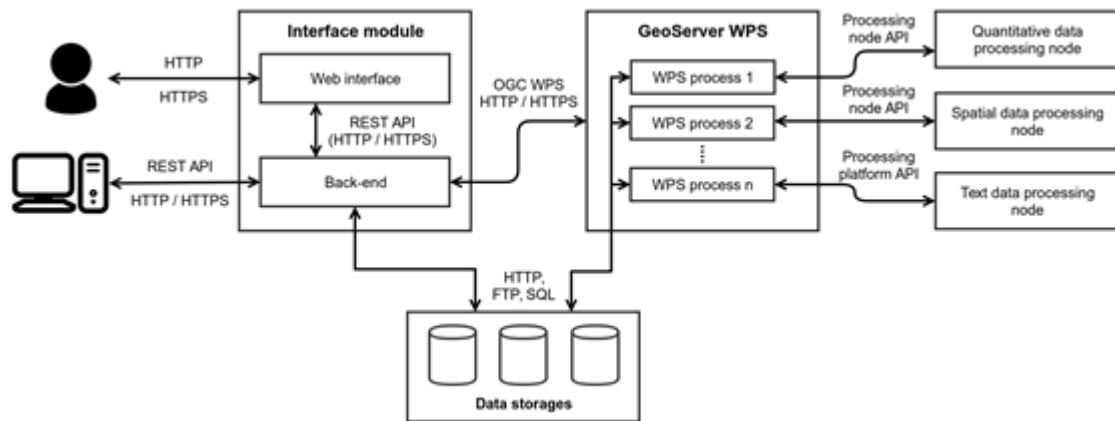 Interface module
HTTP
HTTPS
Web interface
REST API
(HTTP / HTTPS)
REST API
HTTP / HTTPS
Back-end
OGC WPS
HTTP / HTTPS
GeoServer WPS
WPS process 1
WPS process 2
WPS process n
Processing
node API
Quantitative data
processing node
Processing
node API
Spatial data processing
node
Processing
platform API
Text data processing
node
HTTP,
FTP, SQL
Data storages